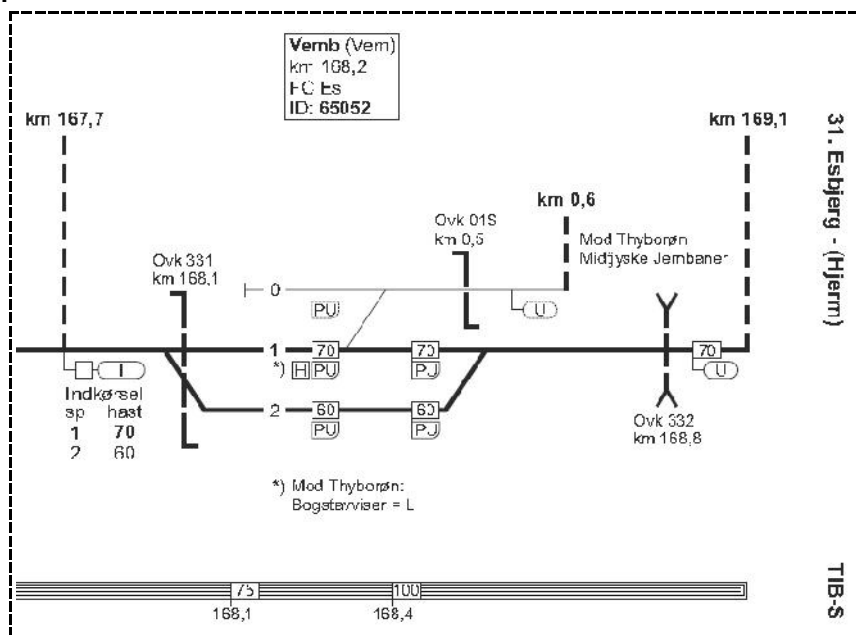 Vemb (Vem)
km 168,2
FC Es
ID: 65052
km 167,7
km 169,1
31. Esbjerg - (Hjerm)
km 0,6
Ovk 01S
km 0,5
Mod Thyborøn
Midtjyske Jernbaner
Ovk 331
km 168,1
0
PU
U
1
70
70
70
*) H PU
PU
U
I
Indkørsel
sp hast
1 70
2 60
2
60
60
PU
PU
Ovk 332
km 168,8
*) Mod Thyborøn:
Bogstavviser = L
75
100
168,1
168,4
TIB-S